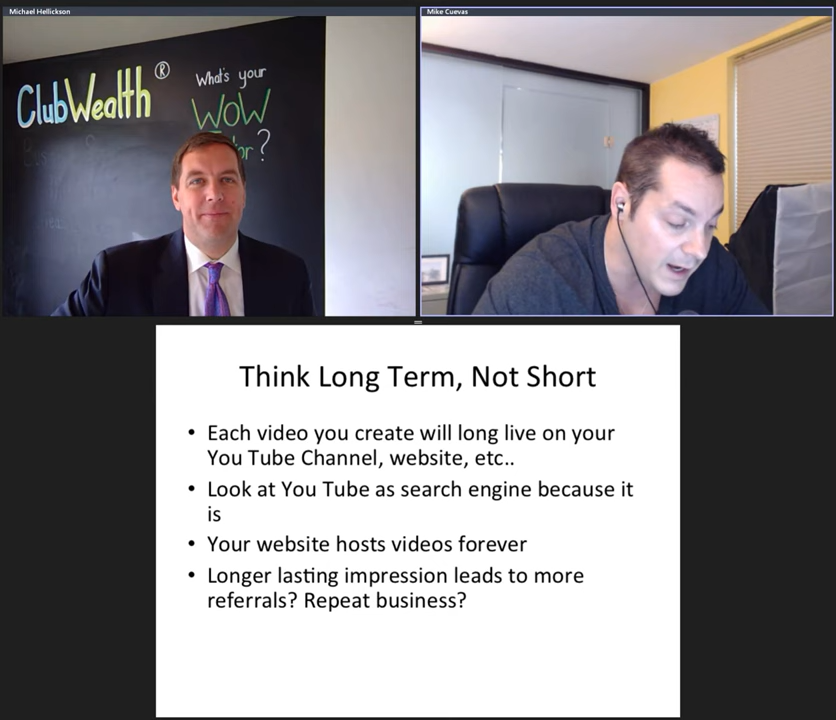 Michael Hellickson
Mike Cuevas
ClubWealth®
What's your
WOW
or?
Think Long Term, Not Short
• Each video you create will long live on your
You Tube Channel, website, etc..
• Look at You Tube as search engine because it
is
• Your website hosts videos forever
• Longer lasting impression leads to more
referrals? Repeat business?